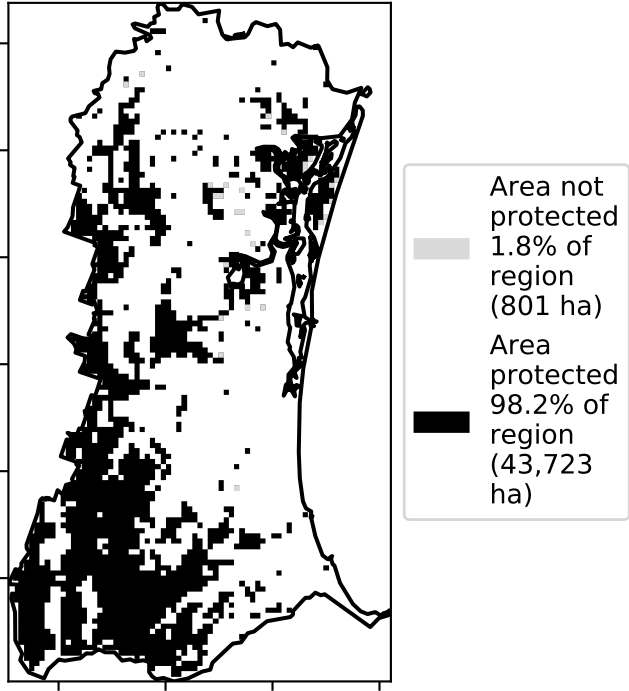 Area not
protected
1.8% of
region
(801 ha)
Area
protected
98.2% of
region
(43,723
ha)